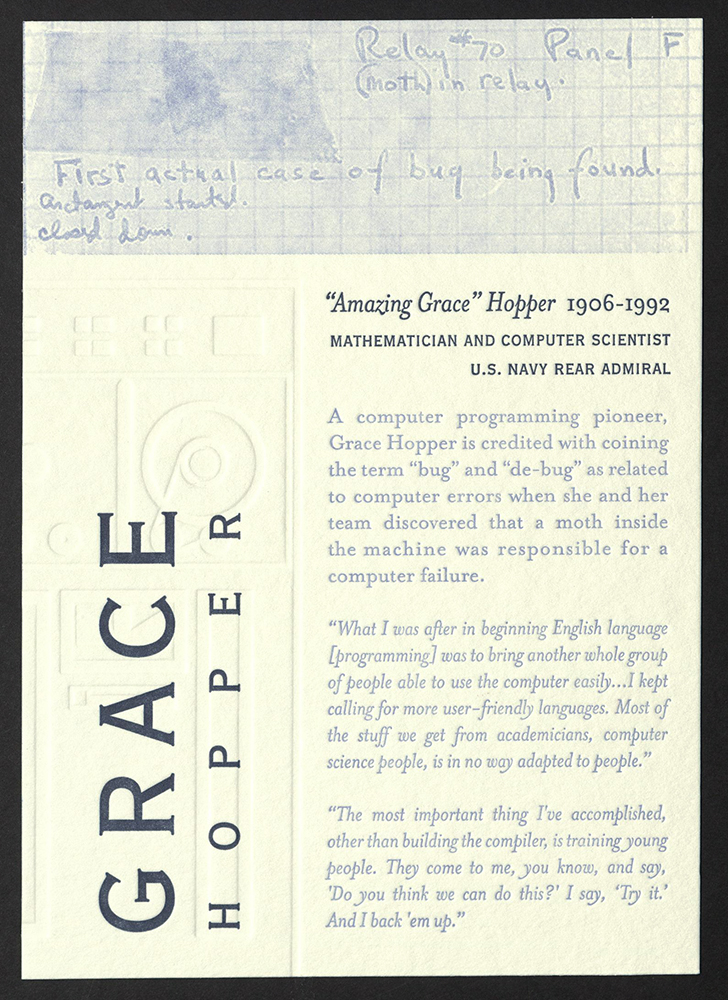 Relay #70 Panel F
(moth) in relay.
First actual case of bug being found.
arctangent started.
closed down.
“Amazing Grace” Hopper 1906-1992
MATHEMATICIAN AND COMPUTER SCIENTIST
U.S. NAVY REAR ADMIRAL
A computer programming pioneer,
Grace Hopper is credited with coining
the term “bug” and “de-bug” as related
to computer errors when she and her
team discovered that a moth inside
the machine was responsible for a
computer failure.
“What I was after in beginning English language
[programming] was to bring another whole group
of people able to use the computer easily...I kept
calling for more user-friendly languages. Most of
the stuff we get from academicians, computer
science people, is in no way adapted to people.”
“The most important thing I’ve accomplished,
other than building the compiler, is training young
people. They come to me, you know, and say,
'Do you think we can do this?' I say, ‘Try it.’
And I back 'em up.”
GRACE
HOPPER